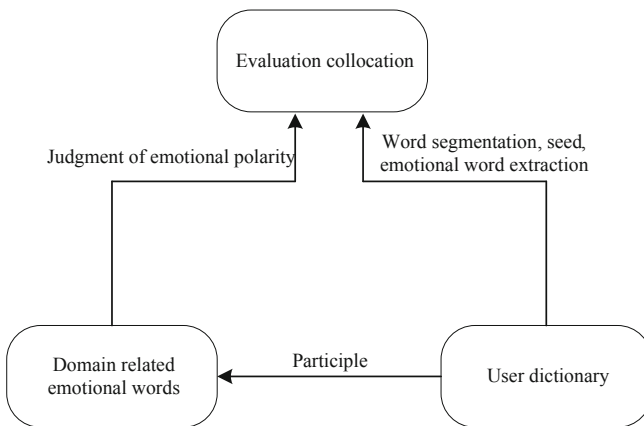 Evaluation collocation
Judgment of emotional polarity
Word segmentation, seed,
emotional word extraction
Domain related
emotional words
Participle
User dictionary